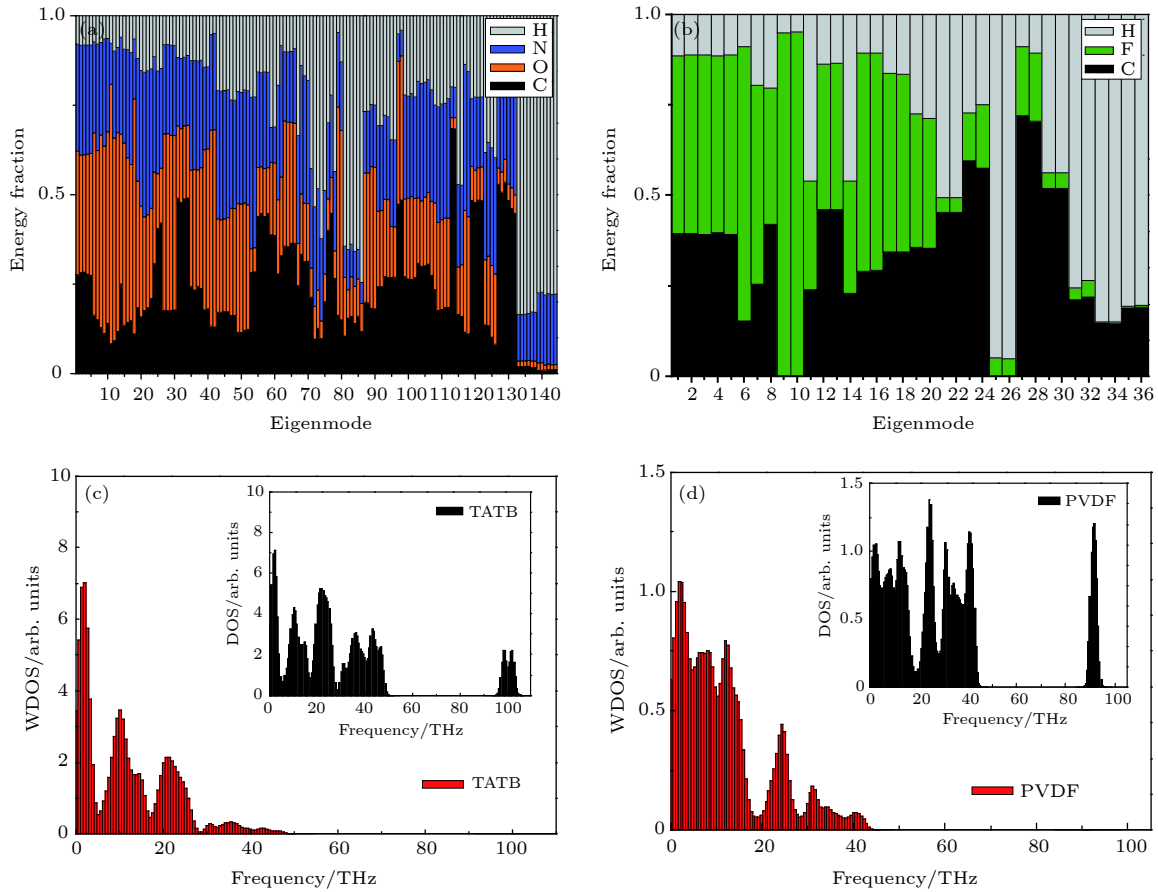 (a)
H
N
O
C
1.0
0.5
0
Energy fraction
10 20 30 40 50 60 70 80 90 100 110 120 130 140
Eigenmode
(b)
H
F
C
1.0
0.5
0
Energy fraction
2 4 6 8 10 12 14 16 18 20 22 24 26 28 30 32 34 36
Eigenmode
(c)
10
8
6
4
2
0
WDOS/arb. units
0 20 40 60 80 100
Frequency/THz
TATB
10
8
6
4
2
0
DOS/arb. units
0 20 40 60 80 100
Frequency/THz
TATB
(d)
1.5
1.0
0.5
0
WDOS/arb. units
0 20 40 60 80 100
Frequency/THz
PVDF
1.5
1.0
0.5
0
DOS/arb. units
0 20 40 60 80 100
Frequency/THz
PVDF